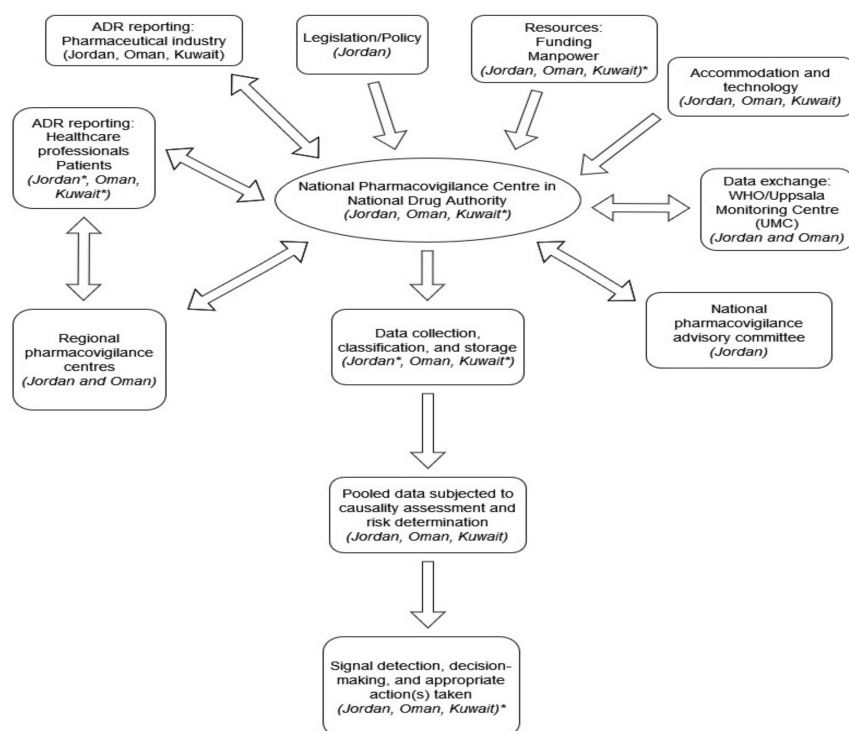 ADR reporting:
Pharmaceutical industry
(Jordan, Oman, Kuwait)
Legislation/Policy
(Jordan)
Resources:
Funding
Manpower
(Jordan, Oman, Kuwait)*
Accommodation and
technology
(Jordan, Oman, Kuwait)
ADR reporting:
Healthcare
professionals
Patients
(Jordan*, Oman,
Kuwait*)
National Pharmacovigilance Centre in
National Drug Authority
(Jordan, Oman, Kuwait*)
Data exchange:
WHO/Uppsala
Monitoring Centre
(UMC)
(Jordan and Oman)
Regional
pharmacovigilance
centres
(Jordan and Oman)
Data collection,
classification, and storage
(Jordan*, Oman, Kuwait*)
National
pharmacovigilance
advisory committee
(Jordan)
Pooled data subjected to
causality assessment and
risk determination
(Jordan, Oman, Kuwait)
Signal detection, decision-
making, and appropriate
action(s) taken
(Jordan, Oman, Kuwait)*